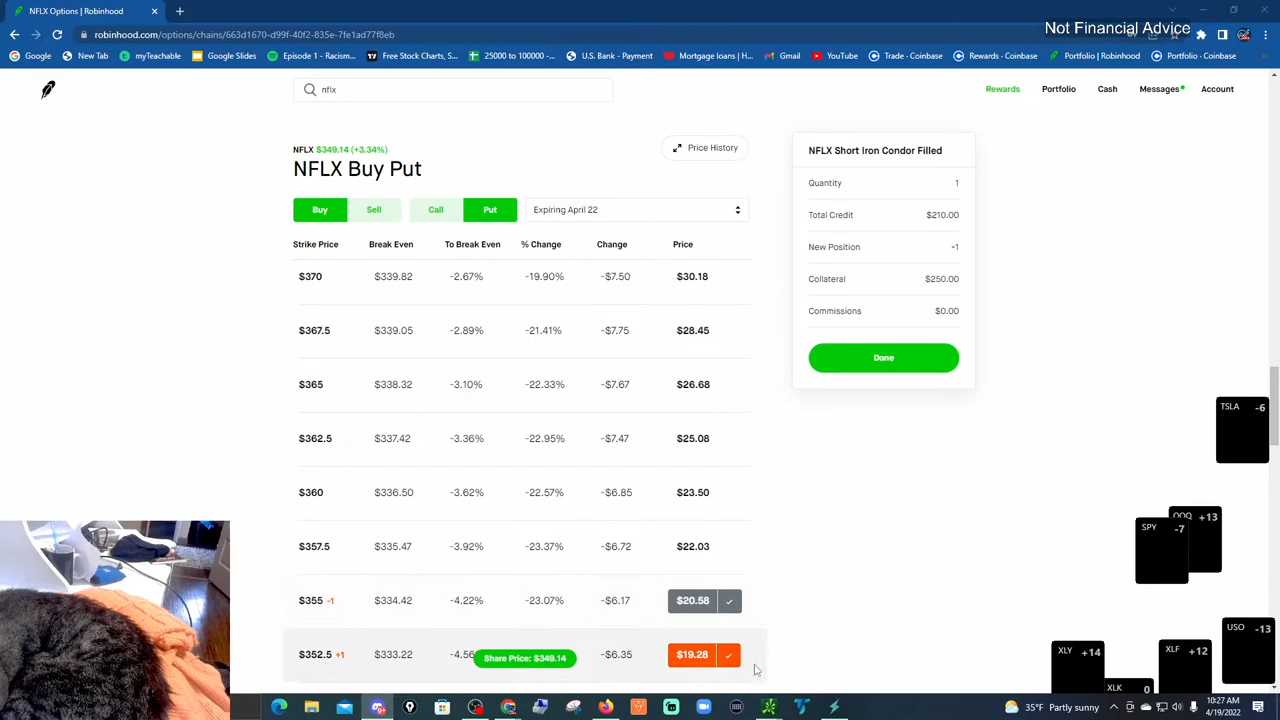 NFLX Options | Robinhood
Not Financial Advice
robinhood.com/options/chains/663d1670-d99f-40f2-835e-7fe1ad77f8eb
Google
New Tab
myTeachable
Google Slides
Episode 1 - Racism...
Free Stock Charts, S...
25000 to 100000 -...
U.S. Bank - Payment
Mortgage loans | H...
Gmail
YouTube
Trade · Coinbase
Rewards - Coinbase
Portfolio | Robinhood
Portfolio · Coinbase
nflx
Rewards
Portfolio
Cash
Messages
Account
NFLX $349.14 (+3.34%)
NFLX Buy Put
Price History
Buy
Sell
Call
Put
Expiring April 22
Strike Price Break Even To Break Even % Change Change Price
$370 $339.82 -2.67% -19.90% -$7.50 $30.18
$367.5 $339.05 -2.89% -21.41% -$7.75 $28.45
$365 $338.32 -3.10% -22.33% -$7.67 $26.68
$362.5 $337.42 -3.36% -22.95% -$7.47 $25.08
$360 $336.50 -3.62% -22.57% -$6.85 $23.50
$357.5 $335.47 -3.92% -23.37% -$6.72 $22.03
$355 -1 $334.42 -4.22% -23.07% -$6.17 $20.58
$352.5 +1 $333.22 -4.56 -$6.35 $19.28
Share Price: $349.14
NFLX Short Iron Condor Filled
Quantity 1
Total Credit $210.00
New Position -1
Collateral $250.00
Commissions $0.00
Done
TSLA -6
QQQ +13
SPY -7
USO -13
XLY +14
XLF +12
XLK 0
35°F Partly sunny
10:27 AM
4/19/2022